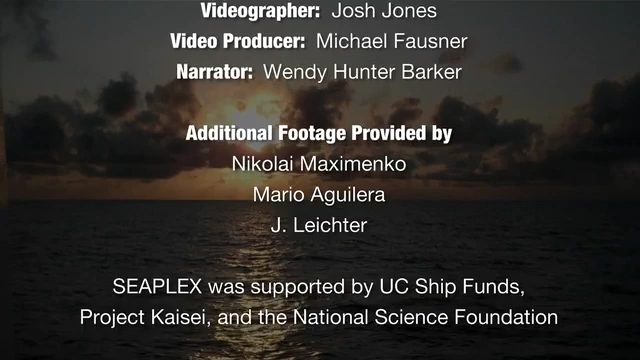 Videographer: Josh Jones
Video Producer: Michael Fausner
Narrator: Wendy Hunter Barker
Additional Footage Provided by
Nikolai Maximenko
Mario Aguilera
J. Leichter
SEAPLEX was supported by UC Ship Funds,
Project Kaisei, and the National Science Foundation